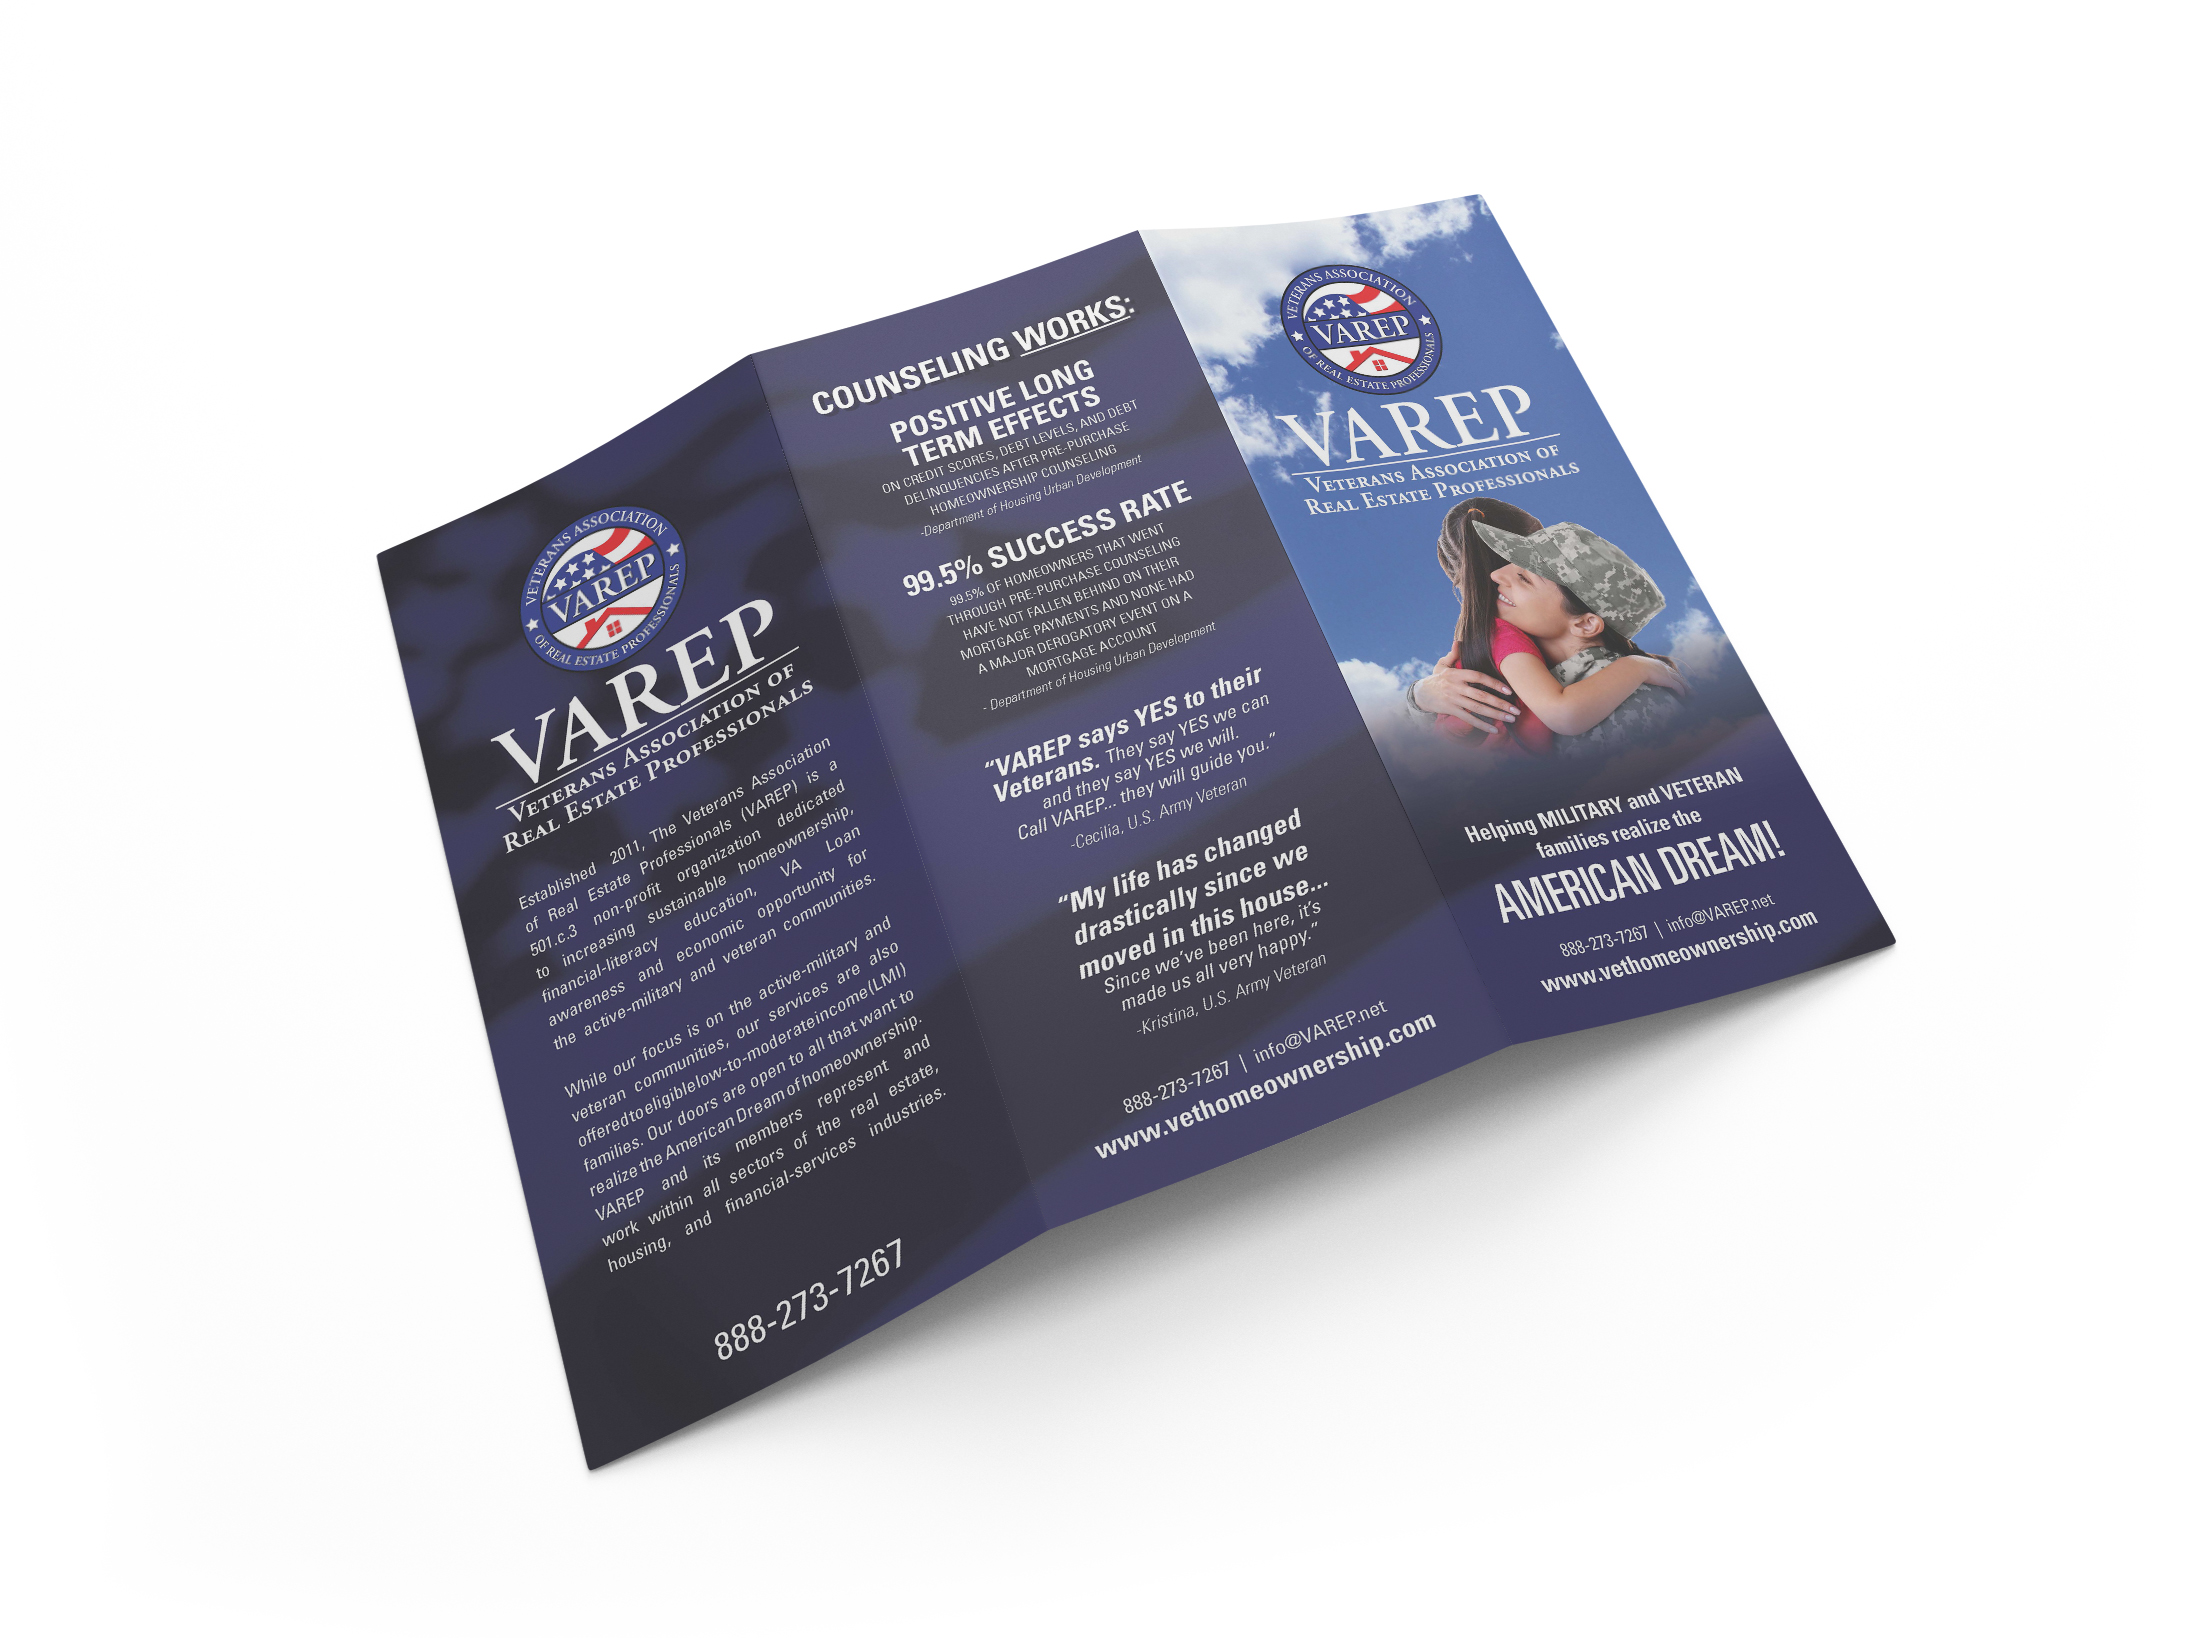 VETERANS ASSOCIATION
VAREP
OF REAL ESTATE PROFESSIONALS
VAREP
VETERANS ASSOCIATION OF
REAL ESTATE PROFESSIONALS
Established 2011, The Veterans Association
of Real Estate Professionals (VAREP) is a
501.c.3 non-profit organization dedicated
to increasing sustainable homeownership,
financial-literacy education, VA Loan
awareness and economic opportunity for
the active-military and veteran communities.
While our focus is on the active-military and
veteran communities, our services are also
offered to eligible low-to-moderate income (LMI)
families. Our doors are open to all that want to
realize the American Dream of homeownership.
VAREP and its members represent and
work within all sectors of the real estate,
housing, and financial-services industries.
888-273-7267
COUNSELING WORKS:
POSITIVE LONG
TERM EFFECTS
ON CREDIT SCORES, DEBT LEVELS, AND DEBT
DELINQUENCIES AFTER PRE-PURCHASE
HOMEOWNERSHIP COUNSELING
-Department of Housing Urban Development
99.5% SUCCESS RATE
99.5% OF HOMEOWNERS THAT WENT
THROUGH PRE-PURCHASE COUNSELING
HAVE NOT FALLEN BEHIND ON THEIR
MORTGAGE PAYMENTS AND NONE HAD
A MAJOR DEROGATORY EVENT ON A
MORTGAGE ACCOUNT
- Department of Housing Urban Development
“VAREP says YES to their
Veterans. They say YES we can
and they say YES we will.
Call VAREP... they will guide you.”
-Cecilia, U.S. Army Veteran
“My life has changed
drastically since we
moved in this house...
Since we’ve been here, it’s
made us all very happy.”
-Kristina, U.S. Army Veteran
888-273-7267 | info@VAREP.net
www.vethomeownership.com
VETERANS ASSOCIATION
VAREP
OF REAL ESTATE PROFESSIONALS
VAREP
VETERANS ASSOCIATION OF
REAL ESTATE PROFESSIONALS
Helping MILITARY and VETERAN
families realize the
AMERICAN DREAM!
888-273-7267 | info@VAREP.net
www.vethomeownership.com